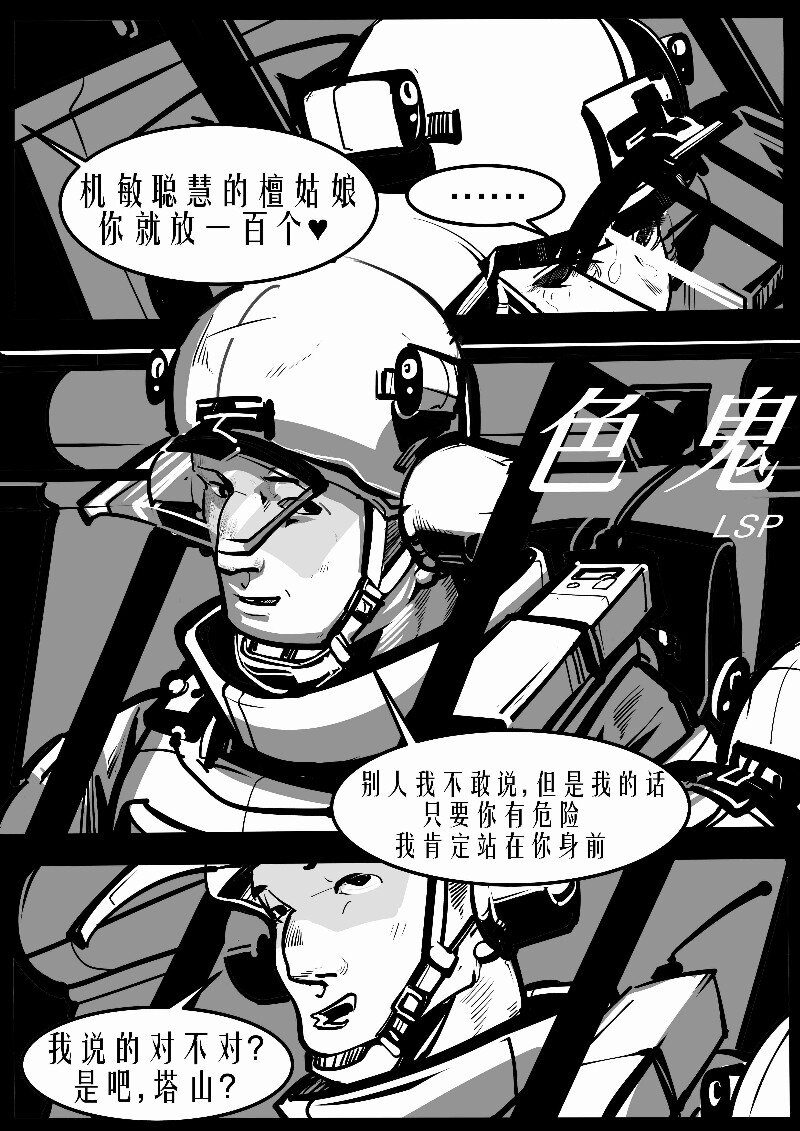 机敏聪慧的檀姑娘
你就放一百个♥
······
色鬼
LSP
别人我不敢说,但是我的话
只要你有危险
我肯定站在你身前
我说的对不对?
是吧,塔山?